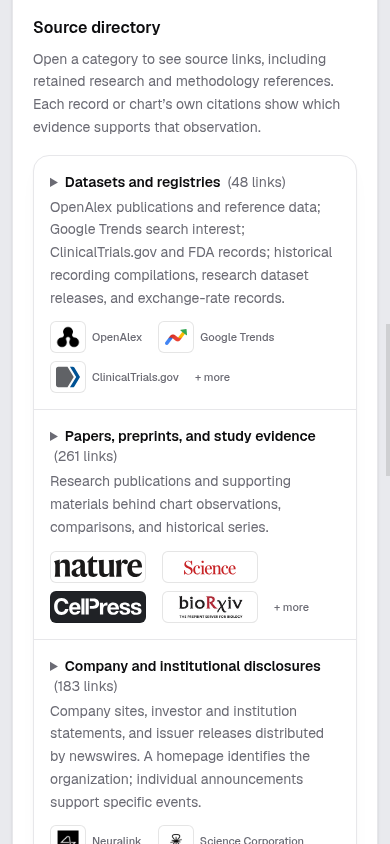 Source directory
Open a category to see source links, including
retained research and methodology references.
Each record or chart's own citations show which
evidence supports that observation.
Datasets and registries (48 links)
OpenAlex publications and reference data;
Google Trends search interest;
ClinicalTrials.gov and FDA records; historical
recording compilations, research dataset
releases, and exchange-rate records.
OpenAlex Google Trends
ClinicalTrials.gov + more
Papers, preprints, and study evidence
(261 links)
Research publications and supporting
materials behind chart observations,
comparisons, and historical series.
nature Science
CellPress bioRxiv + more
THE PREPRINT SERVER FOR BIOLOGY
Company and institutional disclosures
(183 links)
Company sites, investor and institution
statements, and issuer releases distributed
by newswires. A homepage identifies the
organization; individual announcements
support specific events.
Neuralink Science Corporation